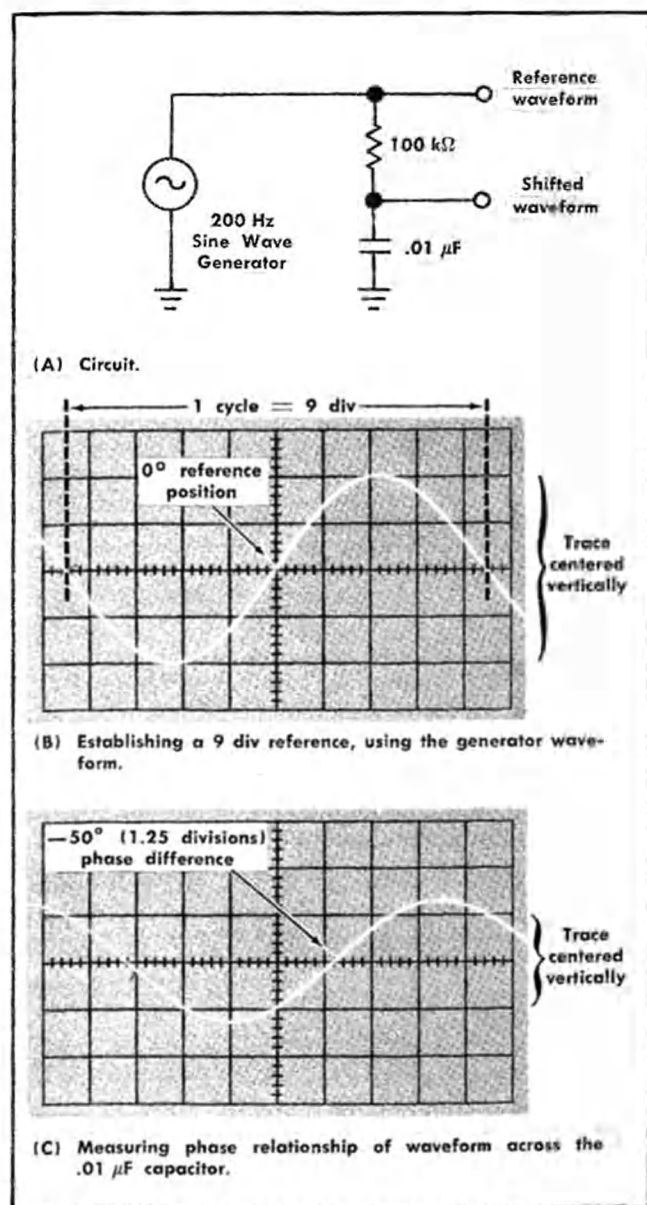 Reference
waveform
100 kΩ
Shifted
waveform
200 Hz
Sine Wave
Generator
.01 μF
(A) Circuit.
1 cycle = 9 div
0° reference
position
Trace
centered
vertically
(B) Establishing a 9 div reference, using the generator wave-
form.
—50° (1.25 divisions)
phase difference
Trace
centered
vertically
(C) Measuring phase relationship of waveform across the
.01 μF capacitor.